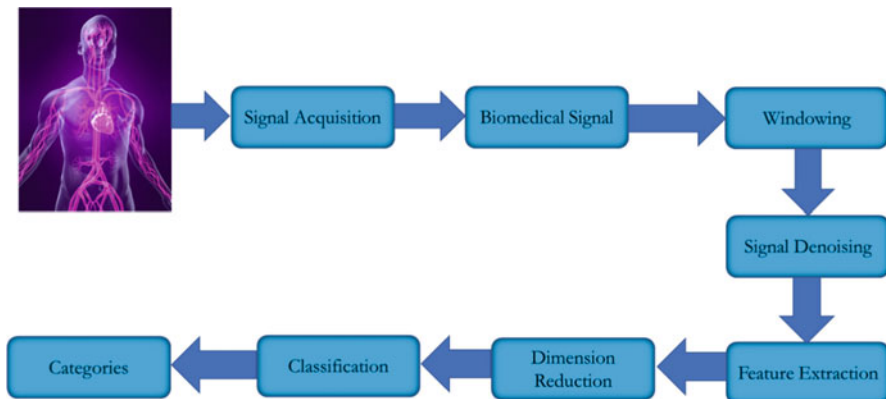 Signal Acquisition
Biomedical Signal
Windowing
Signal Denoising
Feature Extraction
Dimension
Reduction
Classification
Categories